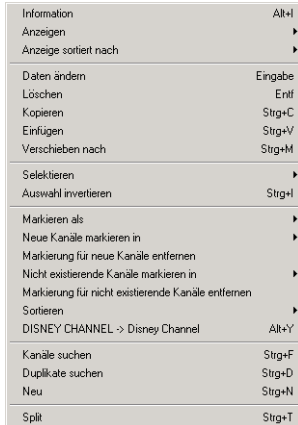 Information Alt+I
Anzeigen
Anzeige sortiert nach
Daten ändern Eingabe
Löschen Entf
Kopieren Strg+C
Einfügen Strg+V
Verschieben nach Strg+M
Selektieren
Auswahl invertieren Strg+I
Markieren als
Neue Kanäle markieren in
Markierung für neue Kanäle entfernen
Nicht existierende Kanäle markieren in
Markierung für nicht existierende Kanäle entfernen
Sortieren
DISNEY CHANNEL -> Disney Channel Alt+Y
Kanäle suchen Strg+F
Duplikate suchen Strg+D
Neu Strg+N
Split Strg+T